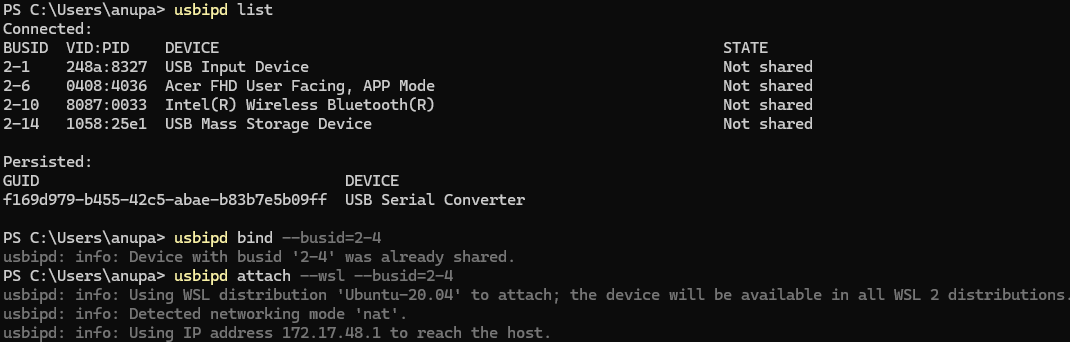 PS C:\Users\anupa> usbipd list
Connected:
BUSID  VID:PID    DEVICE                                                        STATE
2-1    248a:8327  USB Input Device                                              Not shared
2-6    0408:4036  Acer FHD User Facing, APP Mode                                Not shared
2-10   8087:0033  Intel(R) Wireless Bluetooth(R)                                Not shared
2-14   1058:25e1  USB Mass Storage Device                                       Not shared
Persisted:
GUID                                  DEVICE
f169d979-b455-42c5-abae-b83b7e5b09ff  USB Serial Converter
PS C:\Users\anupa> usbipd bind --busid=2-4
usbipd: info: Device with busid '2-4' was already shared.
PS C:\Users\anupa> usbipd attach --wsl --busid=2-4
usbipd: info: Using WSL distribution 'Ubuntu-20.04' to attach; the device will be available in all WSL 2 distributions.
usbipd: info: Detected networking mode 'nat'.
usbipd: info: Using IP address 172.17.48.1 to reach the host.